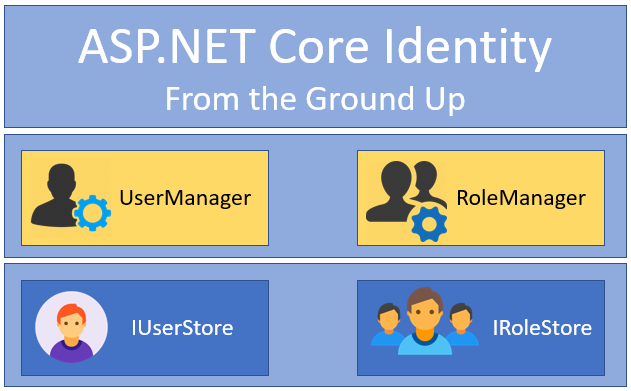 ASP.NET Core Identity
From the Ground Up
UserManager
RoleManager
IUserStore
IRoleStore